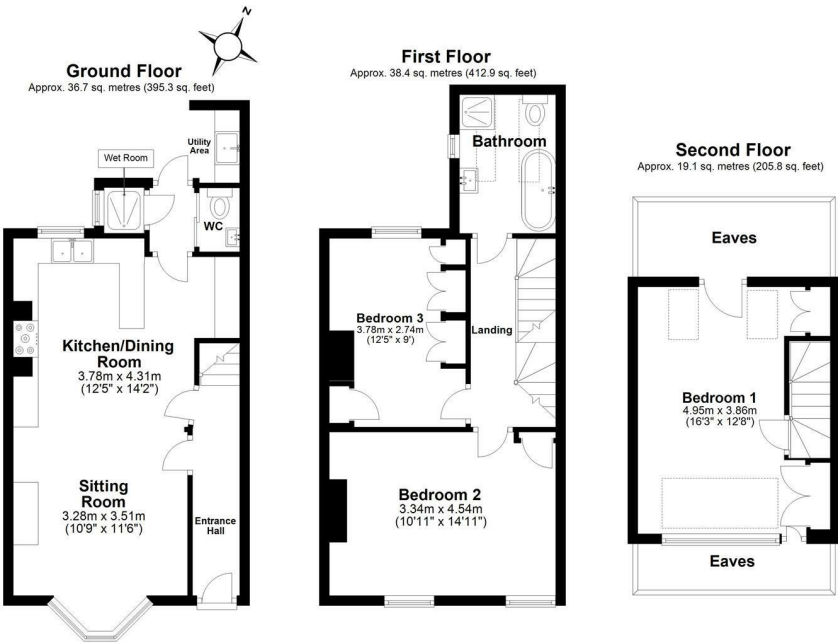 N
Ground Floor
Approx. 36.7 sq. metres (395.3 sq. feet)
Utility
Area
Wet Room
WC
Kitchen/Dining
Room
3.78m x 4.31m
(12'5" x 14'2")
Sitting
Room
3.28m x 3.51m
(10'9" x 11'6")
Entrance
Hall
First Floor
Approx. 38.4 sq. metres (412.9 sq. feet)
Bathroom
Bedroom 3
3.78m x 2.74m
(12'5" x 9')
Landing
Bedroom 2
3.34m x 4.54m
(10'11" x 14'11")
Second Floor
Approx. 19.1 sq. metres (205.8 sq. feet)
Eaves
Bedroom 1
4.95m x 3.86m
(16'3" x 12'8")
Eaves